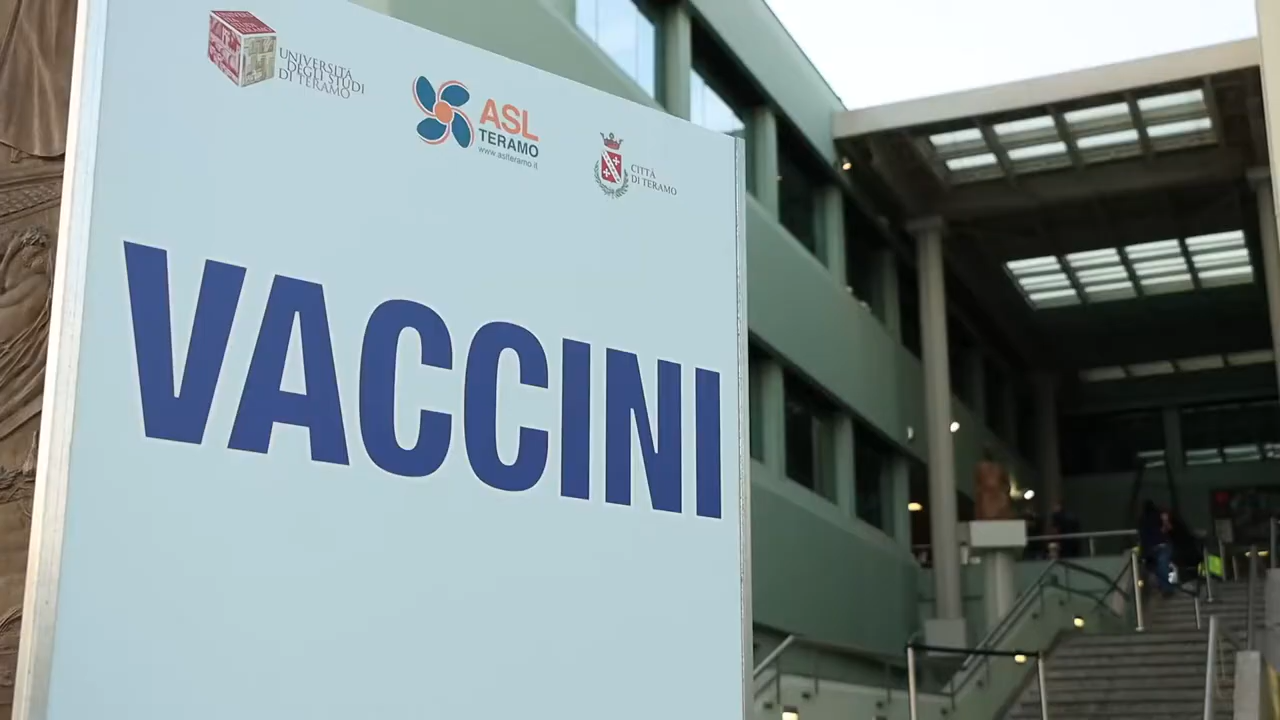 UNIVERSITÀ
DEGLI STUDI
DI TERAMO
ASL
TERAMO
www.aslteramo.it
CITTÀ
DI TERAMO
VACCINI